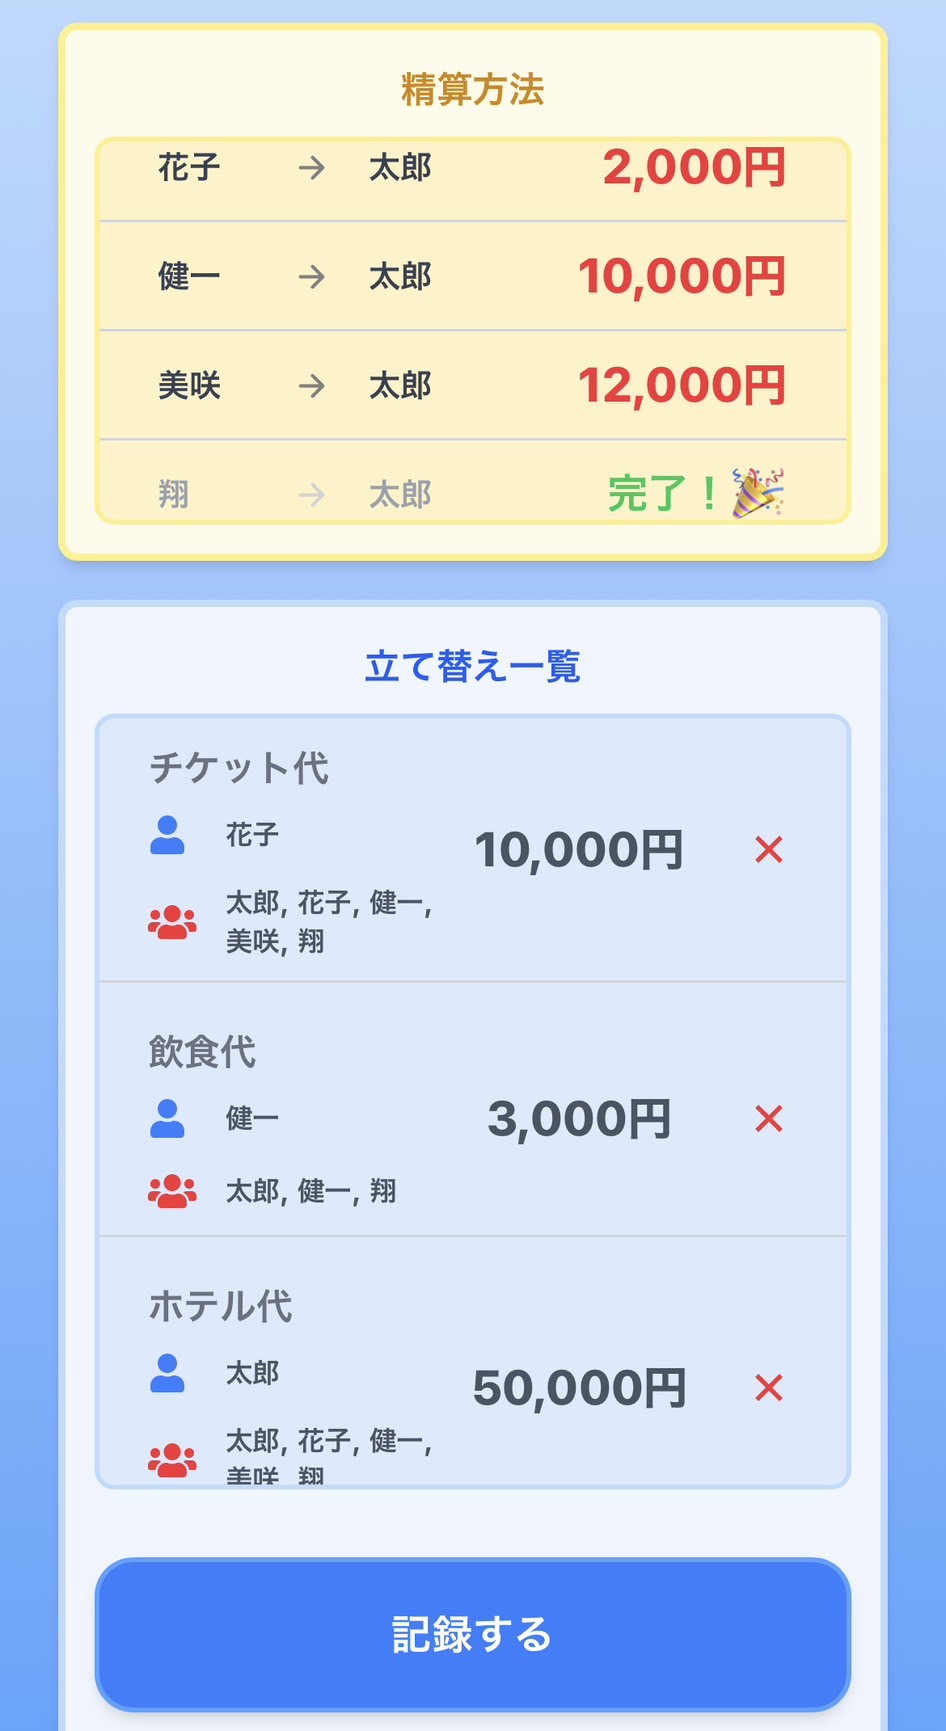 精算方法
花子 → 太郎 2,000円
健一 → 太郎 10,000円
美咲 → 太郎 12,000円
翔 → 太郎 完了！🎉
立て替え一覧
チケット代
花子 10,000円 ×
太郎, 花子, 健一,
美咲, 翔
飲食代
健一 3,000円 ×
太郎, 健一, 翔
ホテル代
太郎 50,000円 ×
太郎, 花子, 健一,
美咲, 翔
記録する